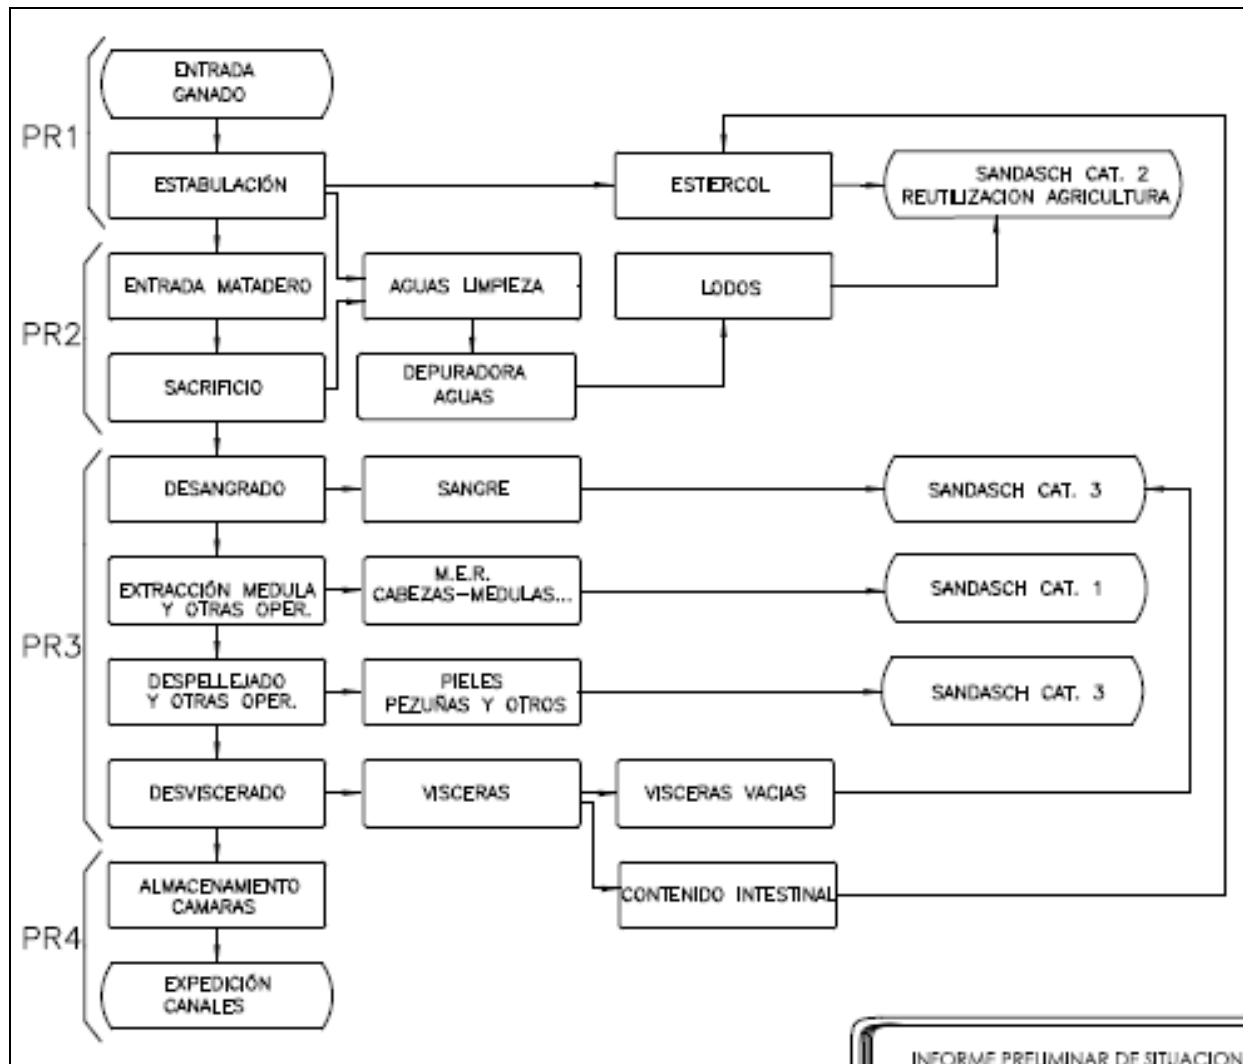 ENTRADA
GANADO
PR1
ESTABULACIÓN
ESTIERCOL
SANDASCH CAT. 2
REUTILIZACION AGRICULTURA
ENTRADA MATADERO
AGUAS LIMPIEZA
LODOS
PR2
SACRIFICIO
DEPURADORA
AGUAS
DESANGRADO
SANGRE
SANDASCH CAT. 3
EXTRACCIÓN MEDULA
Y OTRAS OPER.
M.E.R.
CABEZAS-MEDULAS...
SANDASCH CAT. 1
PR3
DESPELLEJADO
Y OTRAS OPER.
PIELES
PEZUÑAS Y OTROS
SANDASCH CAT. 3
DESVISCERADO
VISCERAS
VISCERAS VACIAS
ALMACENAMIENTO
CAMARAS
CONTENIDO INTESTINAL
PR4
EXPEDICIÓN
CANALES
INFORME PRELIMINAR DE SITUACION